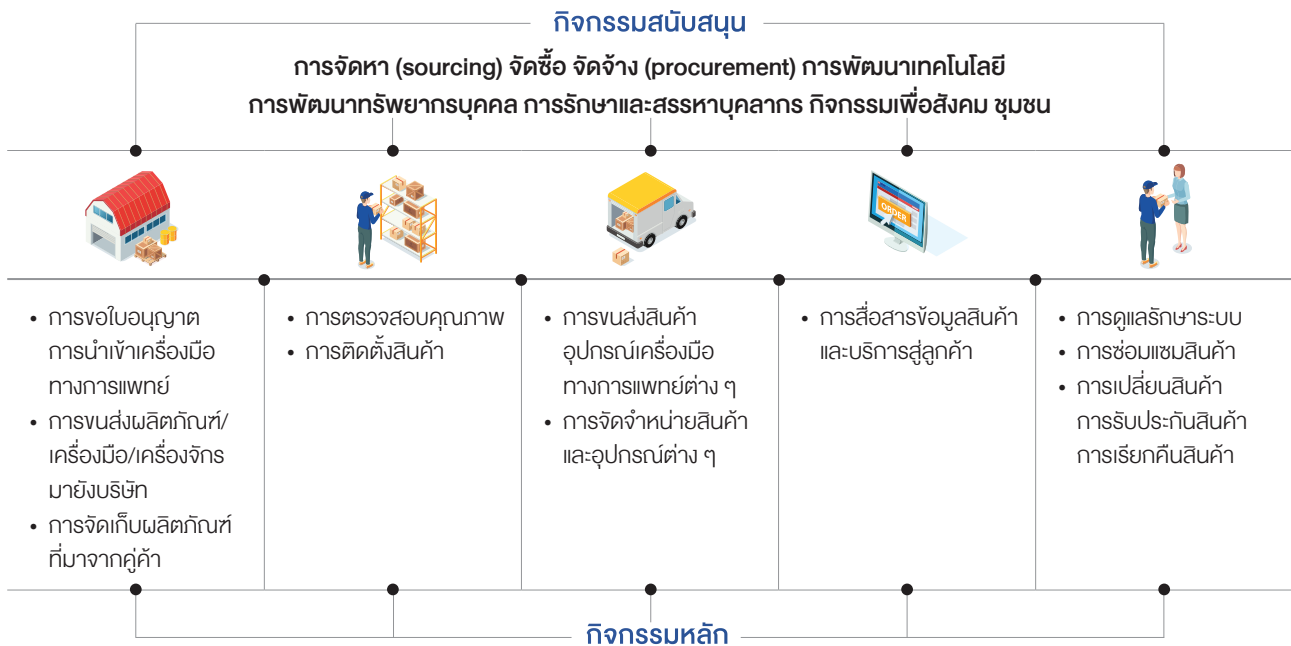 กิจกรรมสนับสนุน
การจัดหา (sourcing) จัดซื้อ จัดจ้าง (procurement) การพัฒนาเทคโนโลยี
การพัฒนาทรัพยากรบุคคล การรักษาและสรรหาบุคลากร กิจกรรมเพื่อสังคม ชุมชน
ORDER
• การขอใบอนุญาต
การนำเข้าเครื่องมือ
ทางการแพทย์
• การขนส่งผลิตภัณฑ์/
เครื่องมือ/เครื่องจักร
มายังบริษัท
• การจัดเก็บผลิตภัณฑ์
ที่มาจากคู่ค้า
• การตรวจสอบคุณภาพ
• การติดตั้งสินค้า
• การขนส่งสินค้า
อุปกรณ์เครื่องมือ
ทางการแพทย์ต่าง ๆ
• การจัดจำหน่ายสินค้า
และอุปกรณ์ต่าง ๆ
• การสื่อสารข้อมูลสินค้า
และบริการสู่ลูกค้า
• การดูแลรักษาระบบ
• การซ่อมแซมสินค้า
• การเปลี่ยนสินค้า
การรับประกันสินค้า
การเรียกคืนสินค้า
กิจกรรมหลัก